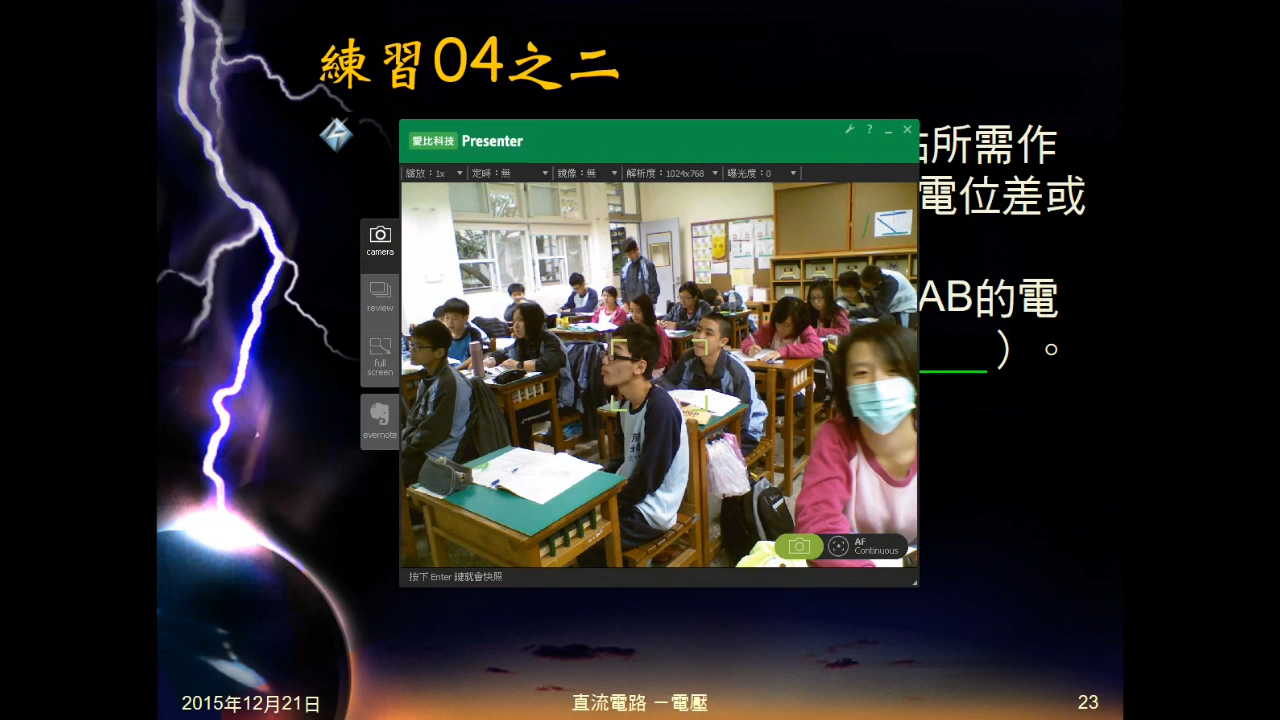 練習04之二
所需作
電位差或
AB的電
）。
愛比科技 Presenter
縮放：1x 定時：無 鏡像：無 解析度：1024x768 曝光度：0
camera
review
full
screen
evernote
AF
Continuous
按下 Enter 鍵就會快照
2015年12月21日 直流電路 －電壓 23